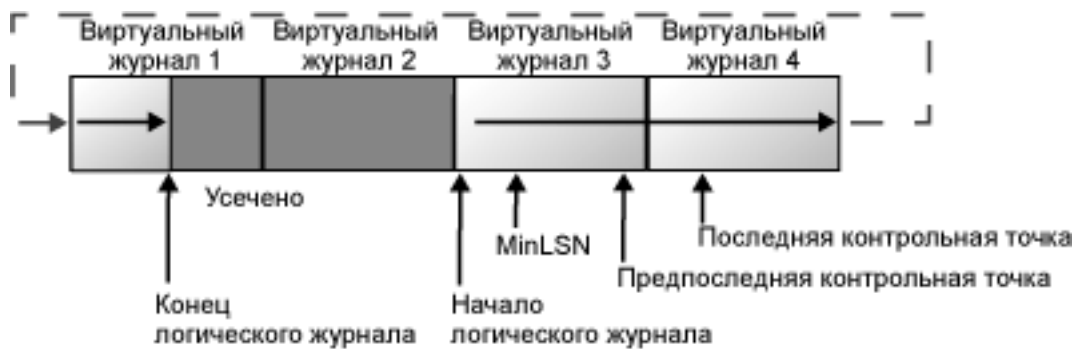 Виртуальный
журнал 1
Виртуальный
журнал 2
Виртуальный
журнал 3
Виртуальный
журнал 4
Усечено
MinLSN
Последняя контрольная точка
Предпоследняя контрольная точка
Конец
логического журнала
Начало
логического журнала